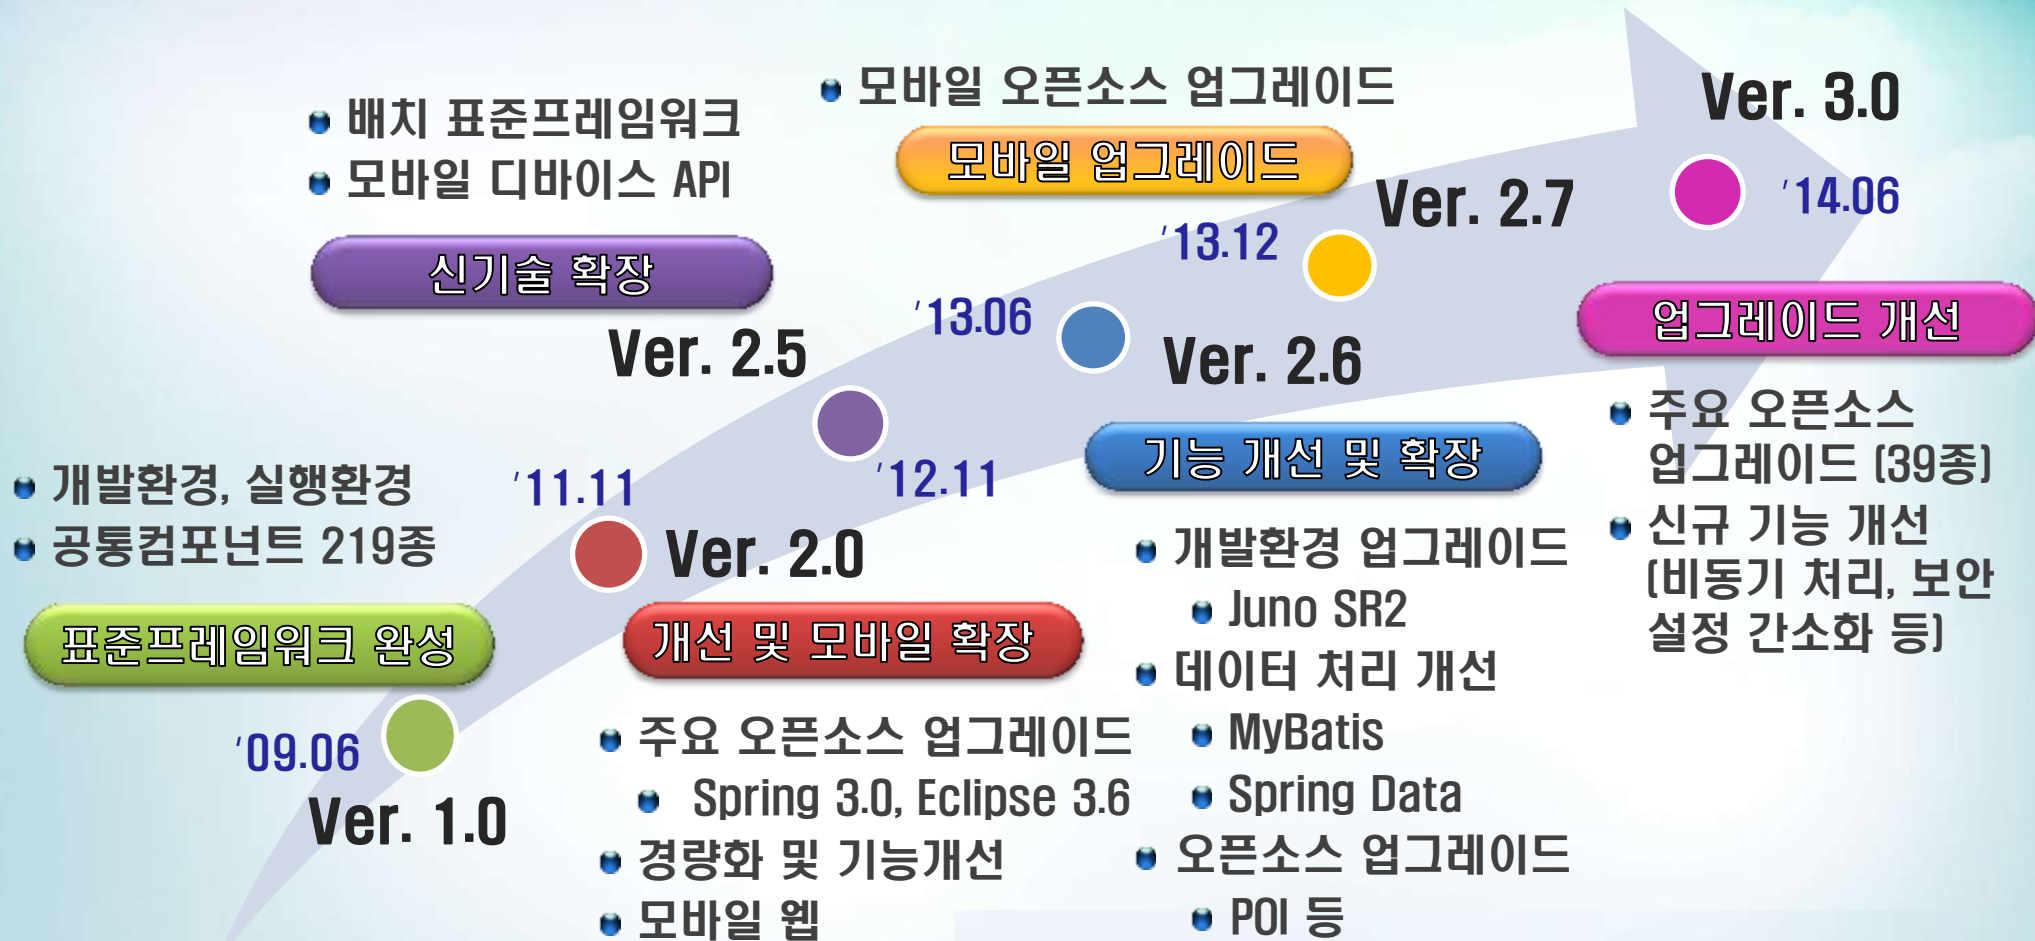 개발환경, 실행환경
공통컴포넌트 219종
표준프레임워크 완성
'09.06
Ver. 1.0
'11.11
Ver. 2.0
개선 및 모바일 확장
주요 오픈소스 업그레이드
Spring 3.0, Eclipse 3.6
경량화 및 기능개선
모바일 웹
배치 표준프레임워크
모바일 디바이스 API
신기술 확장
Ver. 2.5
'12.11
'13.06
Ver. 2.6
기능 개선 및 확장
개발환경 업그레이드
Juno SR2
데이터 처리 개선
MyBatis
Spring Data
오픈소스 업그레이드
POI 등
모바일 오픈소스 업그레이드
모바일 업그레이드
'13.12
Ver. 2.7
Ver. 3.0
'14.06
업그레이드 개선
주요 오픈소스
업그레이드 (39종)
신규 기능 개선
(비동기 처리, 보안
설정 간소화 등)